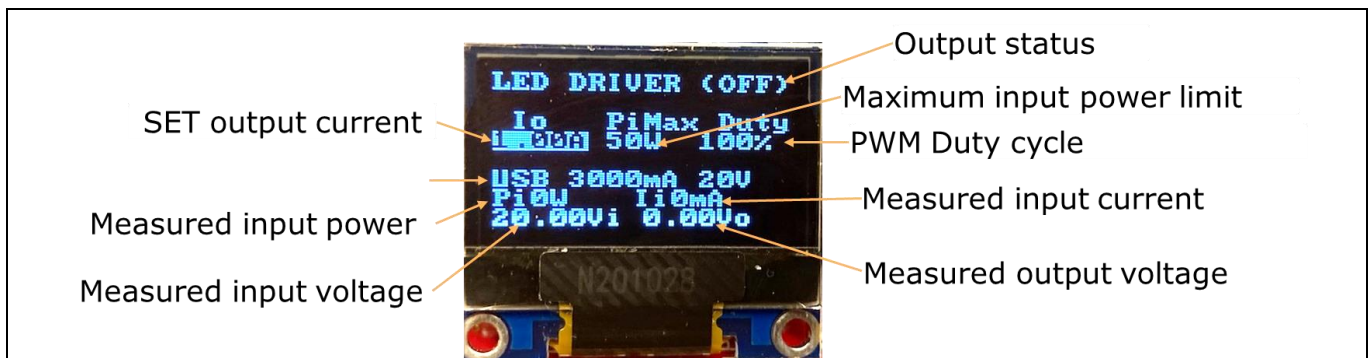 Output status
LED DRIVER (OFF)
Maximum input power limit
SET output current
Io PiMax Duty
1.00A 50W 100%
PWM Duty cycle
USB 3000mA 20V
Measured input current
Pi0W Ii0mA
Measured input power
20.00Vi 0.00Vo
Measured output voltage
Measured input voltage
N201028